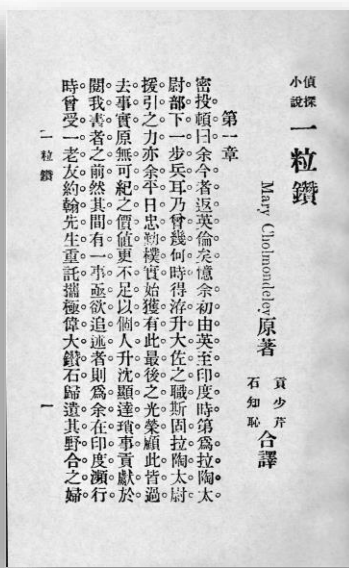 偵探小說 一粒鑽
Mary Cholmondeley 原著
貢少芹
石知恥 合譯
第一章
密投頓曰。余今者返英倫矣。憶余初由英至印度時。第爲拉陶太
尉部下一步兵耳。乃曾幾何時。得洊升大佐之職。斯固拉陶太尉
援引之力。亦余平日忠勤樸實。始獲有此最後之光榮。顧此皆過
去事實。原無可紀之價値。更不足以個人升沈顯達瑣事。貢獻於
閱我書者之前。然其間有一事亟欲追述者。則爲余在印度瀕行
時。曾受一老友約翰先生重託。攜極偉大鑽石。歸遺其野合之婦。
一粒鑽
一